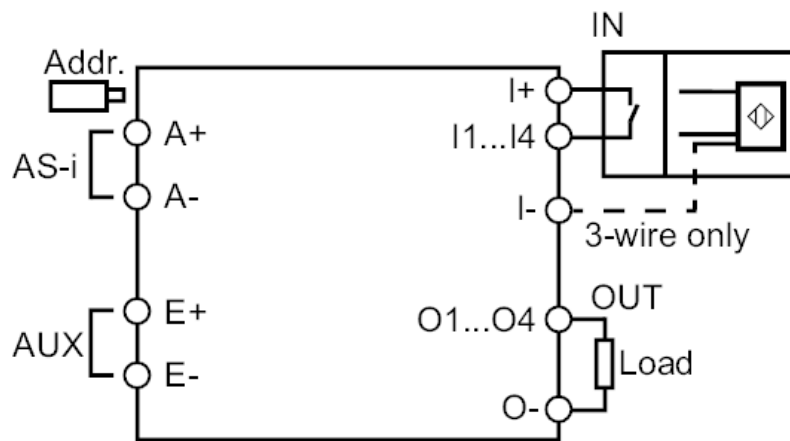 IN
Addr.
I+
A+
I1...I4
AS-i
A-
I-
3-wire only
E+
O1...O4
OUT
AUX
Load
E-
O-